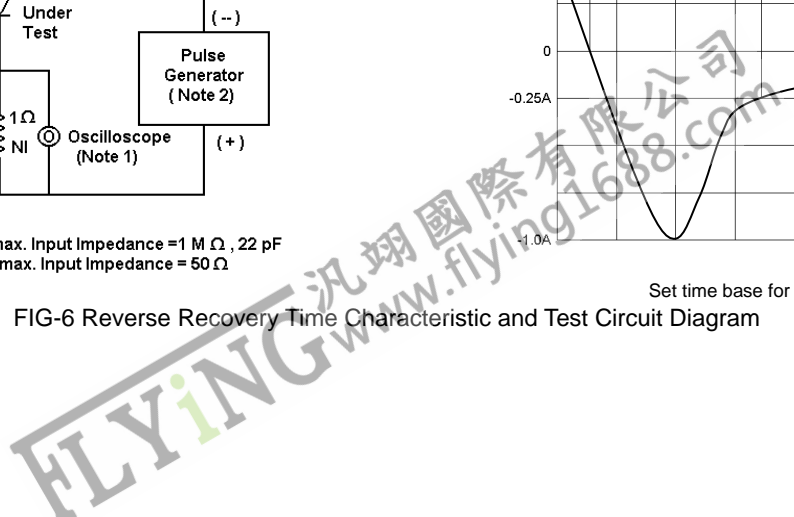 Under
Test
( -- )
Pulse
Generator
( Note 2)
( + )
1Ω
NI
Oscilloscope
(Note 1)
max. Input Impedance =1 M Ω , 22 pF
max. Input Impedance = 50 Ω
0
-0.25A
-1.0A
Set time base for
FIG-6 Reverse Recovery Time Characteristic and Test Circuit Diagram
FLYiNG 汎翊國際有限公司
www.flying1688.com